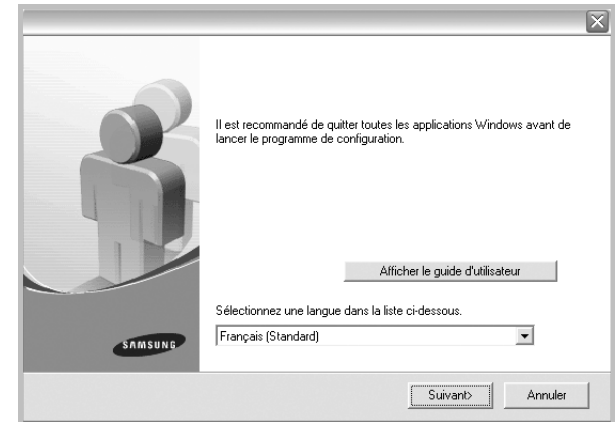 Il est recommandé de quitter toutes les applications Windows avant de
lancer le programme de configuration.
Afficher le guide d'utilisateur
Sélectionnez une langue dans la liste ci-dessous.
Français (Standard)
SAMSUNG
Suivant>
Annuler